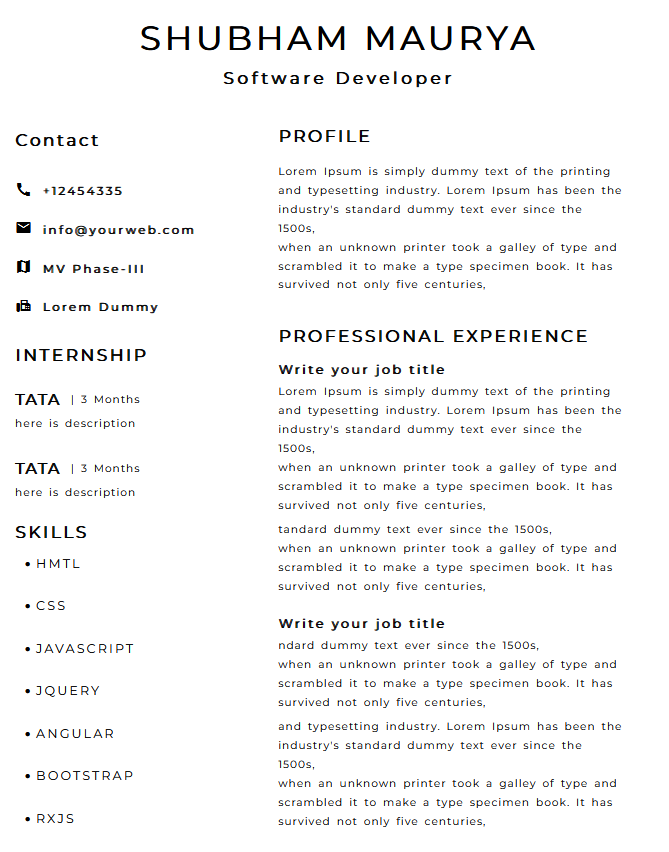 SHUBHAM MAURYA
Software Developer
Contact
+12454335
info@yourweb.com
MV Phase-III
Lorem Dummy
INTERNSHIP
TATA | 3 Months
here is description
TATA | 3 Months
here is description
SKILLS
• HMTL
• CSS
• JAVASCRIPT
• JQUERY
• ANGULAR
• BOOTSTRAP
• RXJS
PROFILE
Lorem Ipsum is simply dummy text of the printing
and typesetting industry. Lorem Ipsum has been the
industry's standard dummy text ever since the
1500s,
when an unknown printer took a galley of type and
scrambled it to make a type specimen book. It has
survived not only five centuries,
PROFESSIONAL EXPERIENCE
Write your job title
Lorem Ipsum is simply dummy text of the printing
and typesetting industry. Lorem Ipsum has been the
industry's standard dummy text ever since the
1500s,
when an unknown printer took a galley of type and
scrambled it to make a type specimen book. It has
survived not only five centuries,
tandard dummy text ever since the 1500s,
when an unknown printer took a galley of type and
scrambled it to make a type specimen book. It has
survived not only five centuries,
Write your job title
ndard dummy text ever since the 1500s,
when an unknown printer took a galley of type and
scrambled it to make a type specimen book. It has
survived not only five centuries,
and typesetting industry. Lorem Ipsum has been the
industry's standard dummy text ever since the
1500s,
when an unknown printer took a galley of type and
scrambled it to make a type specimen book. It has
survived not only five centuries,